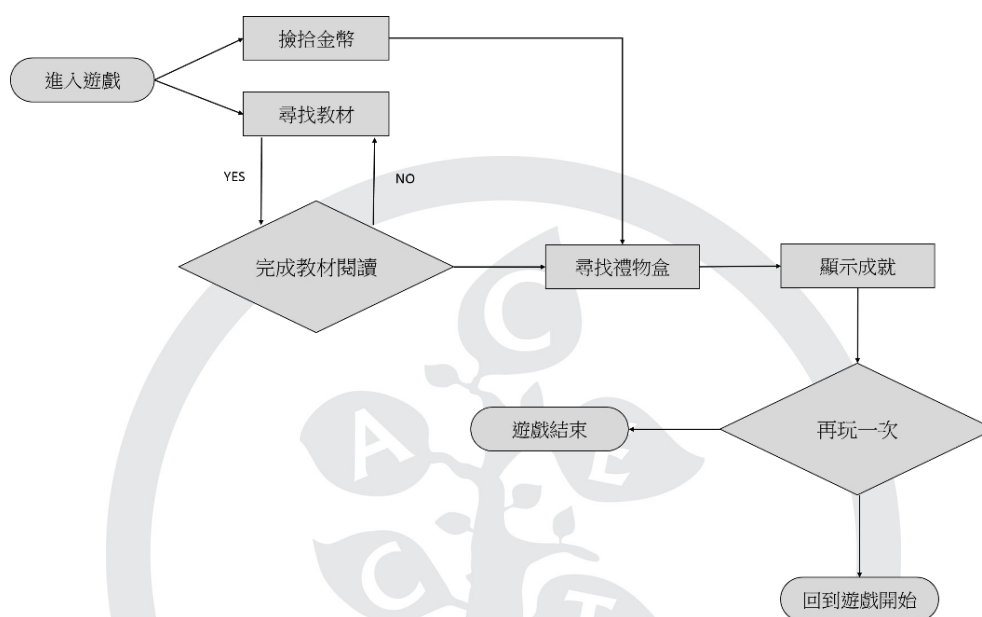 撿拾金幣
進入遊戲
尋找教材
YES
NO
完成教材閱讀
尋找禮物盒
顯示成就
再玩一次
遊戲結束
回到遊戲開始
C
A
E
C
T